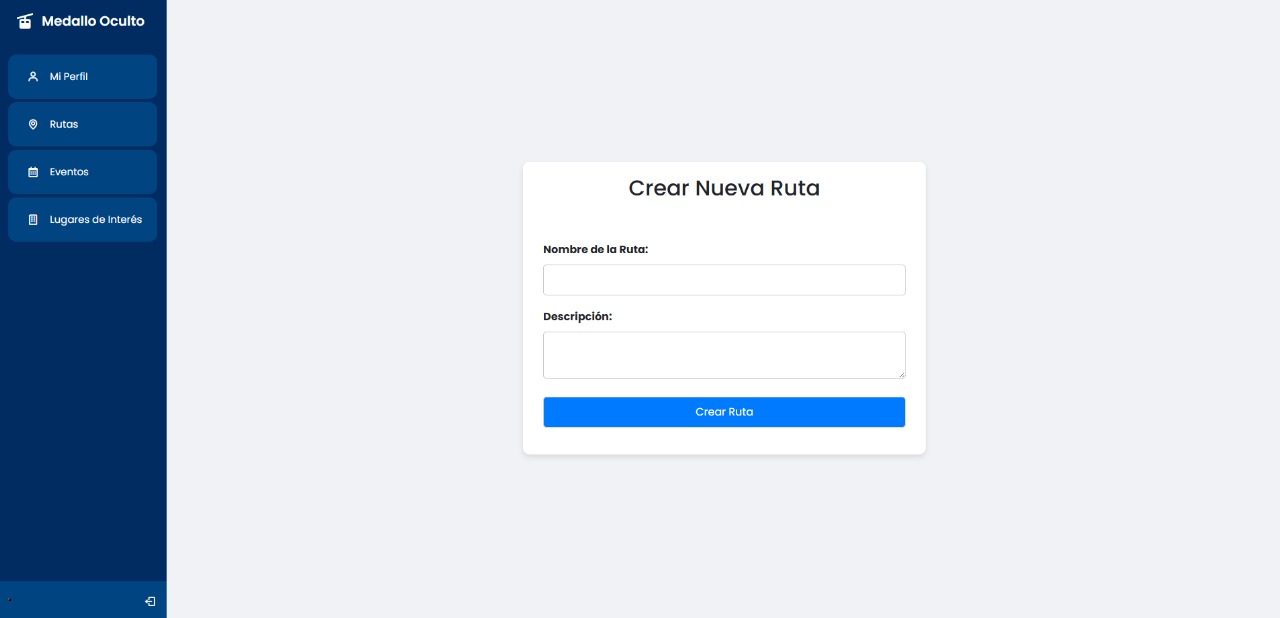 Medallo Oculto
Mi Perfil
Rutas
Eventos
Lugares de Interés
Crear Nueva Ruta
Nombre de la Ruta:
Descripción:
Crear Ruta